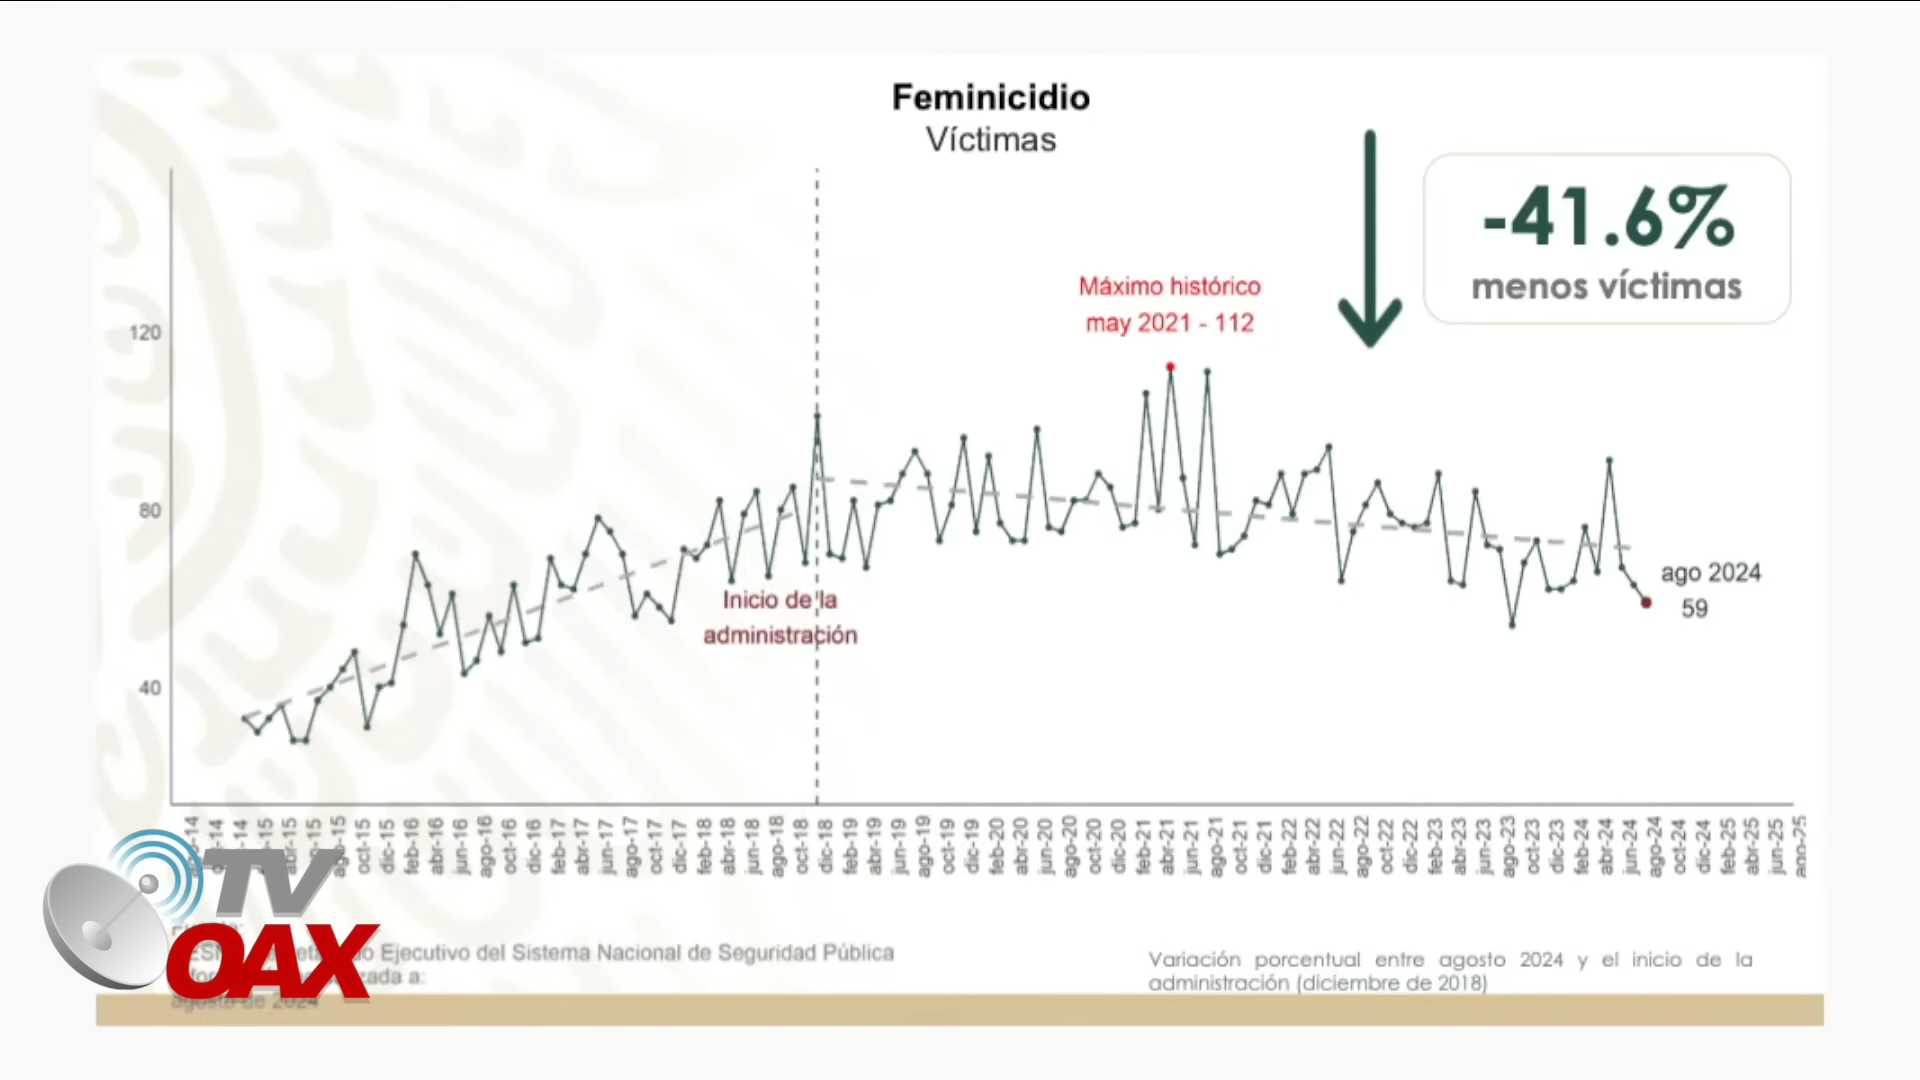 Feminicidio
Víctimas
-41.6%
menos víctimas
Máximo histórico
may 2021 - 112
120
80
40
Inicio de la
administración
ago 2024
59
ago-15
oct-15
dic-15
feb-16
abr-16
jun-16
ago-16
oct-16
dic-16
feb-17
abr-17
jun-17
ago-17
oct-17
dic-17
feb-18
abr-18
jun-18
ago-18
oct-18
dic-18
feb-19
abr-19
jun-19
ago-19
oct-19
dic-19
feb-20
abr-20
jun-20
ago-20
oct-20
dic-20
feb-21
abr-21
jun-21
ago-21
oct-21
dic-21
feb-22
abr-22
jun-22
ago-22
oct-22
dic-22
feb-23
abr-23
jun-23
ago-23
oct-23
dic-23
feb-24
abr-24
jun-24
ago-24
oct-24
dic-24
feb-25
abr-25
jun-25
ago-25
TV
OAX
Ejecutivo del Sistema Nacional de Seguridad Pública
a:
agosto de 2024
Variación porcentual entre agosto 2024 y el inicio de la
administración (diciembre de 2018)